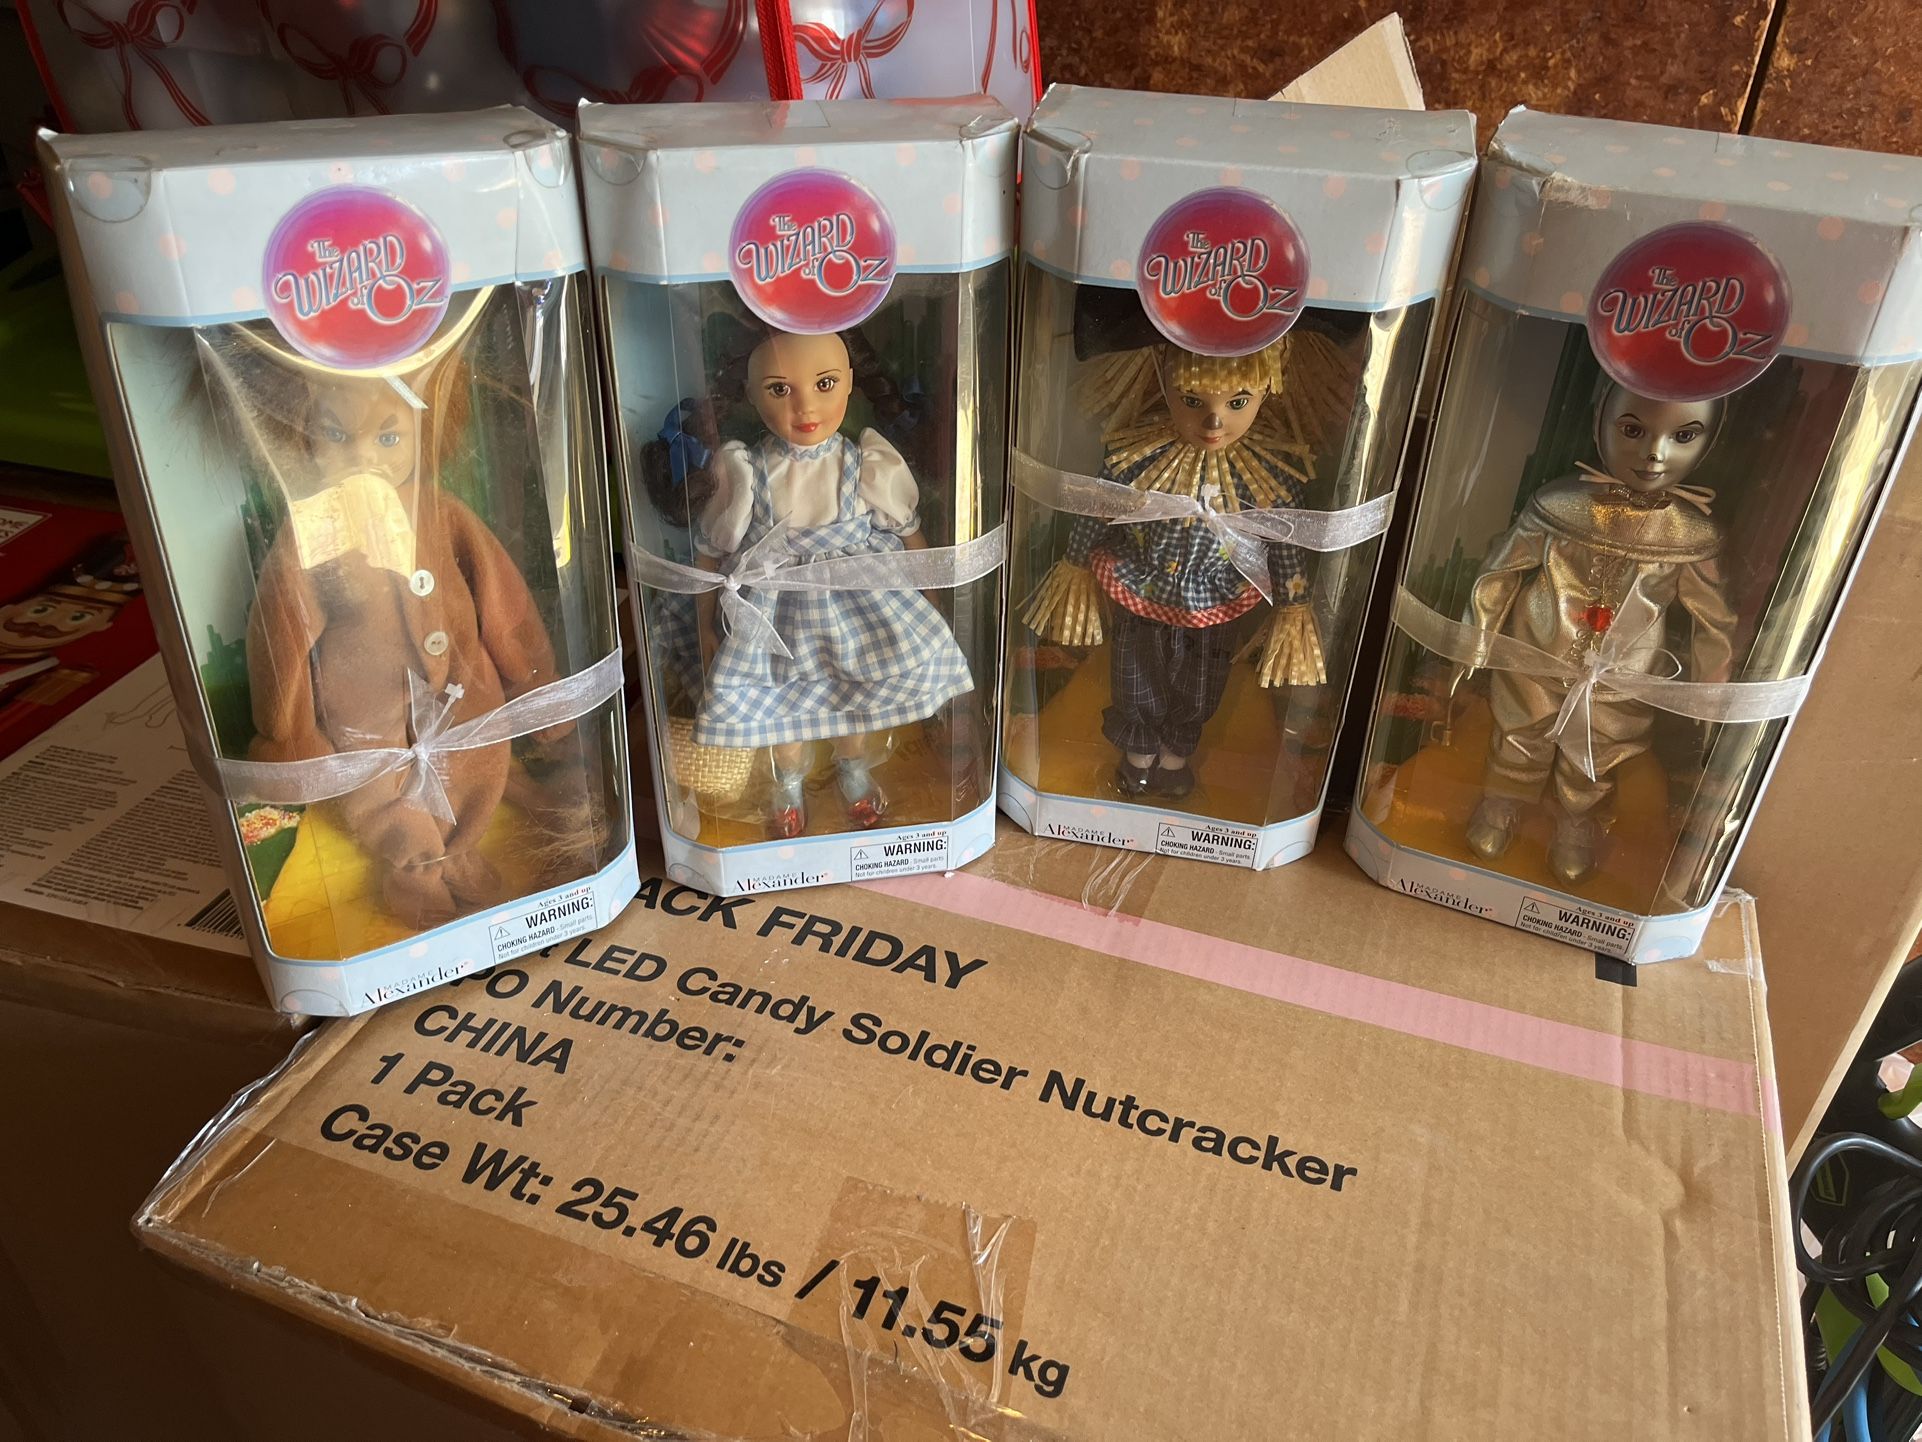 The
WIZARD
of OZ
The
WIZARD
of OZ
The
WIZARD
of OZ
The
WIZARD
of OZ
Ages 3 and up
WARNING:
CHOKING HAZARD - Small parts.
Not for children under 3 years.
MADAME
Alexander
Ages 3 and up
WARNING:
CHOKING HAZARD - Small parts.
Not for children under 3 years.
MADAME
Alexander
Ages 3 and up
WARNING:
CHOKING HAZARD - Small parts.
Not for children under 3 years.
MADAME
Alexander
Ages 3 and up
WARNING:
CHOKING HAZARD - Small parts.
Not for children under 3 years.
MADAME
Alexander
ACK FRIDAY
LED Candy Soldier Nutcracker
PO Number:
CHINA
1 Pack
Case Wt: 25.46 lbs / 11.55 kg